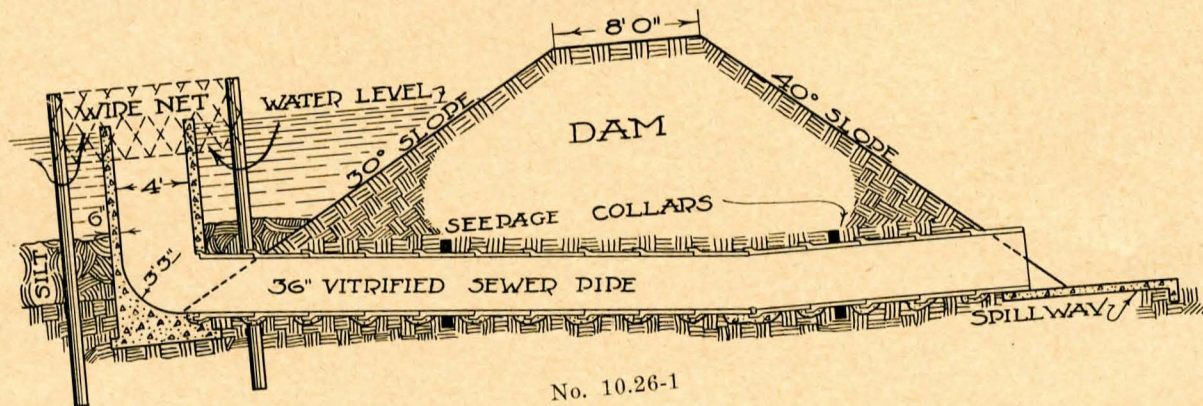 8'0"
WIRE NET
WATER LEVEL
30° SLOPE
40° SLOPE
DAM
4'
6"
SEEPAGE COLLARS
3'3"
SILT
36" VITRIFIED SEWER PIPE
SPILLWAY
No. 10.26-1